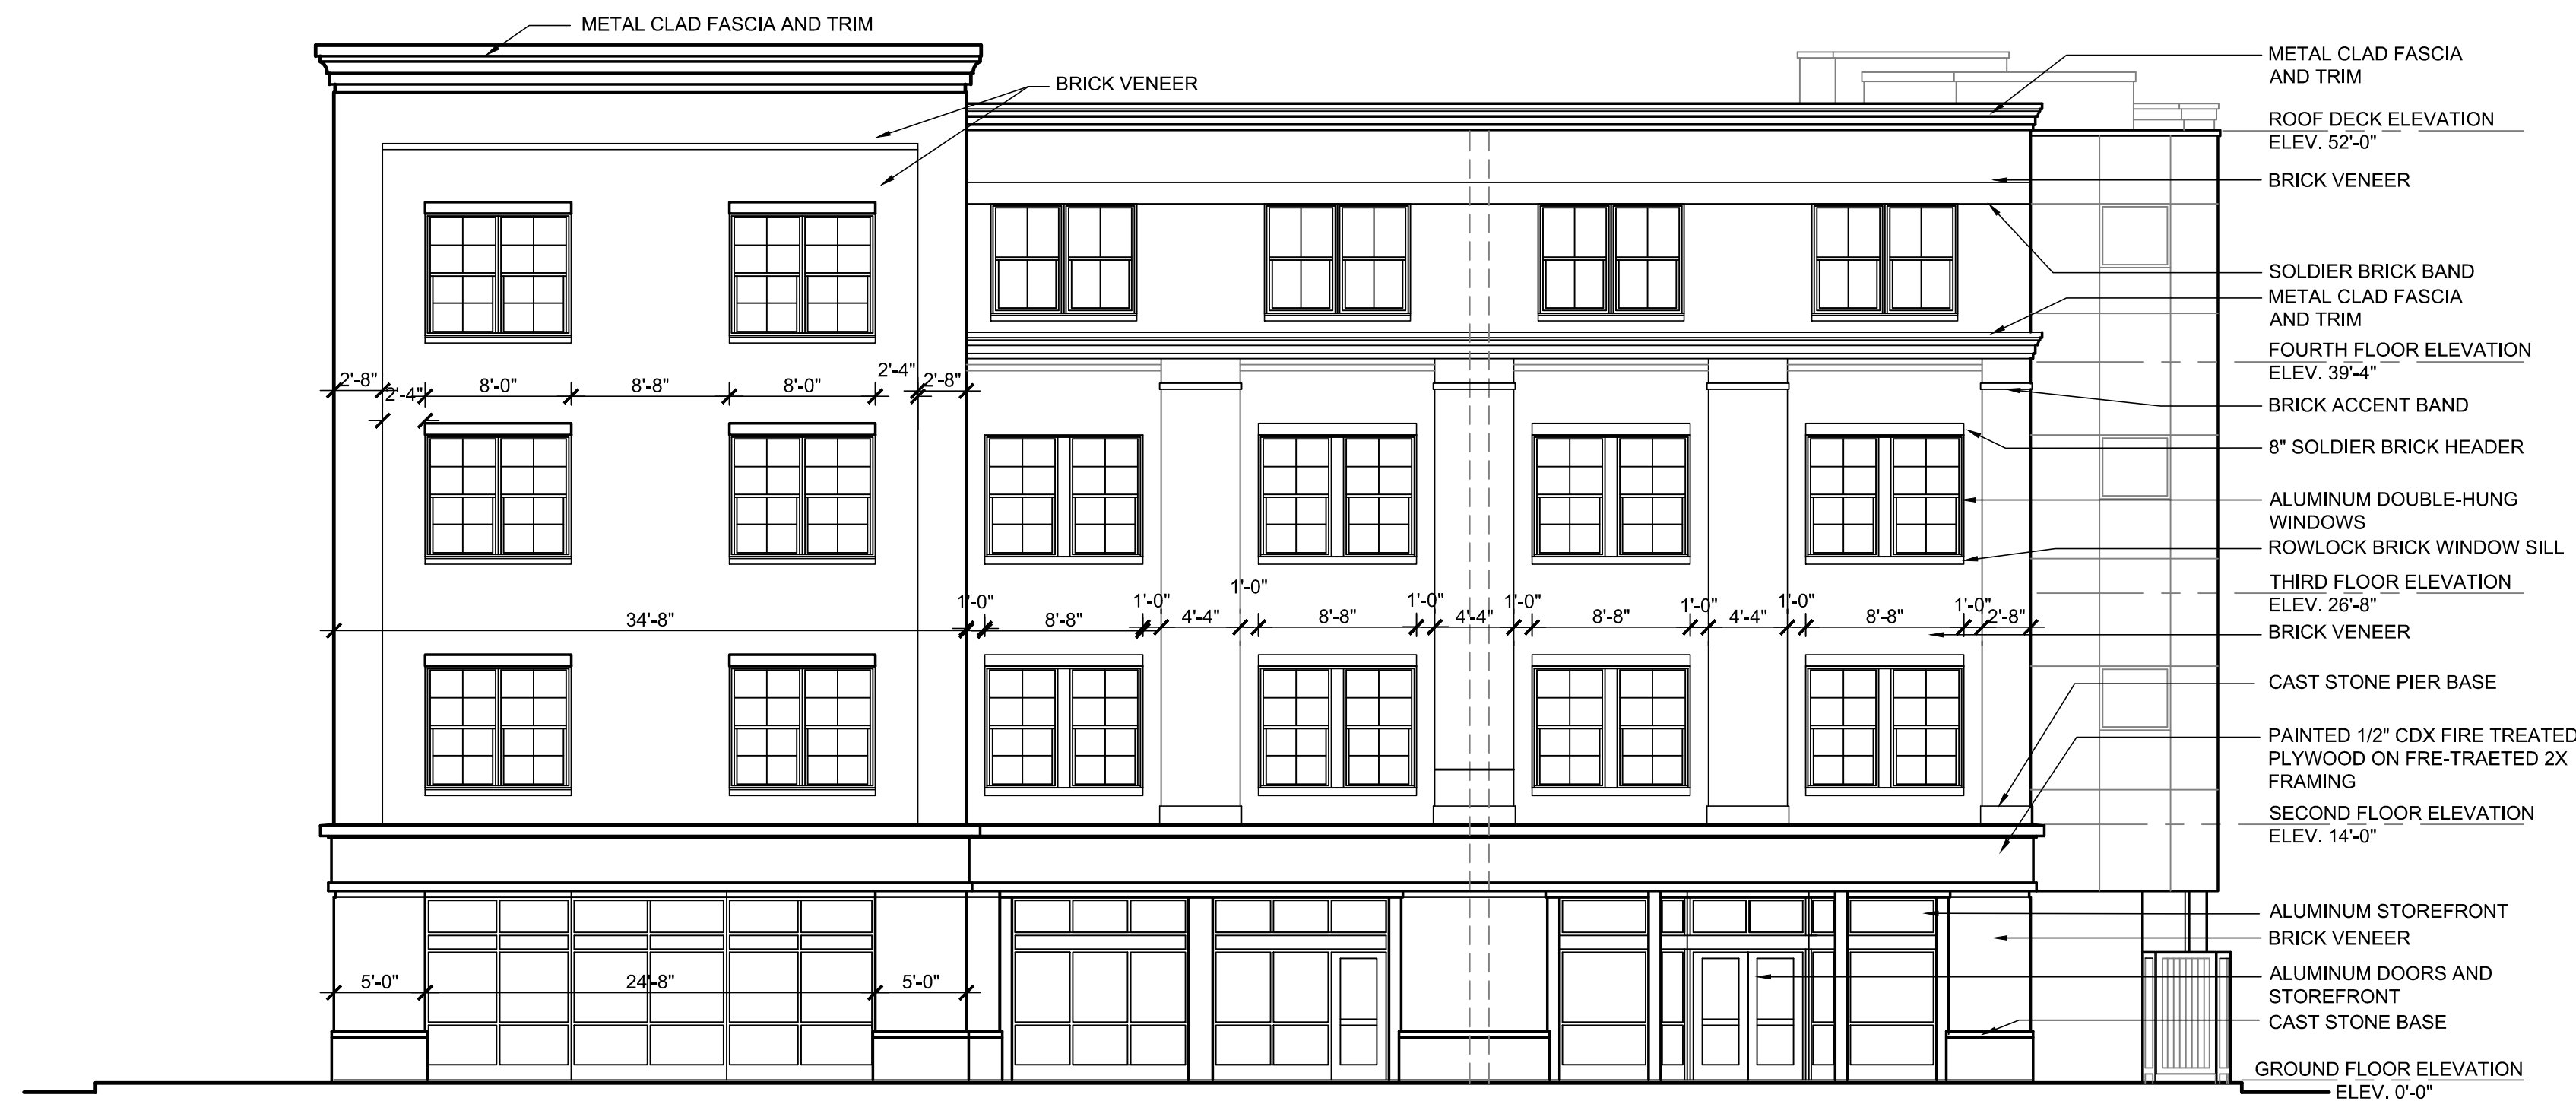 METAL CLAD FASCIA AND TRIM
BRICK VENEER
METAL CLAD FASCIA
AND TRIM
ROOF DECK ELEVATION
ELEV. 52'-0"
BRICK VENEER
SOLDIER BRICK BAND
METAL CLAD FASCIA
AND TRIM
FOURTH FLOOR ELEVATION
ELEV. 39'-4"
BRICK ACCENT BAND
8" SOLDIER BRICK HEADER
ALUMINUM DOUBLE-HUNG
WINDOWS
ROWLOCK BRICK WINDOW SILL
THIRD FLOOR ELEVATION
ELEV. 26'-8"
BRICK VENEER
CAST STONE PIER BASE
PAINTED 1/2" CDX FIRE TREATED
PLYWOOD ON FRE-TRAETED 2X
FRAMING
SECOND FLOOR ELEVATION
ELEV. 14'-0"
ALUMINUM STOREFRONT
BRICK VENEER
ALUMINUM DOORS AND
STOREFRONT
CAST STONE BASE
GROUND FLOOR ELEVATION
ELEV. 0'-0"
2'-8" 2'-4" 8'-0" 8'-8" 8'-0" 2'-4" 2'-8"
34'-8" 1'-0" 8'-8" 1'-0" 4'-4" 1'-0" 8'-8" 1'-0" 4'-4" 1'-0" 8'-8" 1'-0" 4'-4" 1'-0" 8'-8" 1'-0" 2'-8"
5'-0" 24'-8" 5'-0"